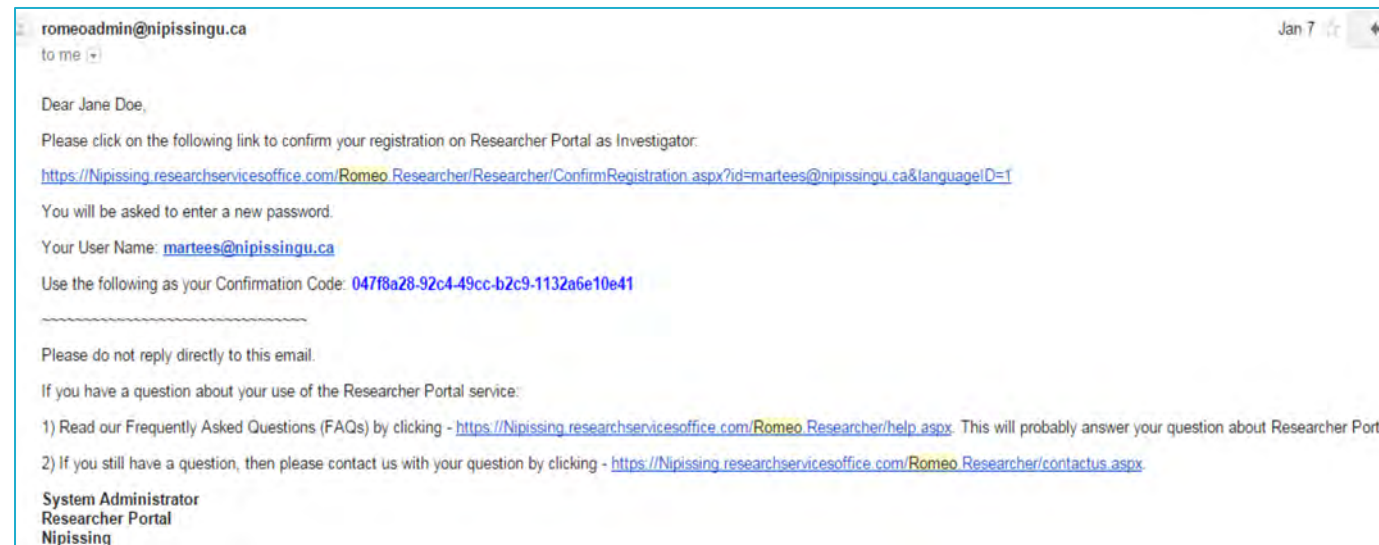 romeoadmin@nipissingu.ca
Jan 7
to me
Dear Jane Doe,
Please click on the following link to confirm your registration on Researcher Portal as Investigator:
https://Nipissing.researchservicesoffice.com/Romeo.Researcher/Researcher/ConfirmRegistration.aspx?id=martees@nipissingu.ca&languageID=1
You will be asked to enter a new password.
Your User Name: martees@nipissingu.ca
Use the following as your Confirmation Code: 047f8a28-92c4-49cc-b2c9-1132a6e10e41
~~~~~~~~~~~~~~~~~~~~~~~~~~~~~~~~
Please do not reply directly to this email.
If you have a question about your use of the Researcher Portal service:
1) Read our Frequently Asked Questions (FAQs) by clicking - https://Nipissing.researchservicesoffice.com/Romeo.Researcher/help.aspx. This will probably answer your question about Researcher Port
2) If you still have a question, then please contact us with your question by clicking - https://Nipissing.researchservicesoffice.com/Romeo.Researcher/contactus.aspx.
System Administrator
Researcher Portal
Nipissing